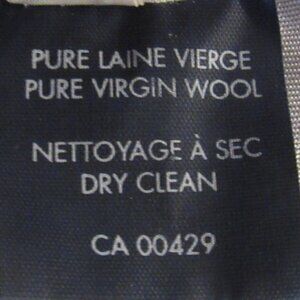 PURE LAINE VIERGE
PURE VIRGIN WOOL
NETTOYAGE À SEC
DRY CLEAN
CA 00429